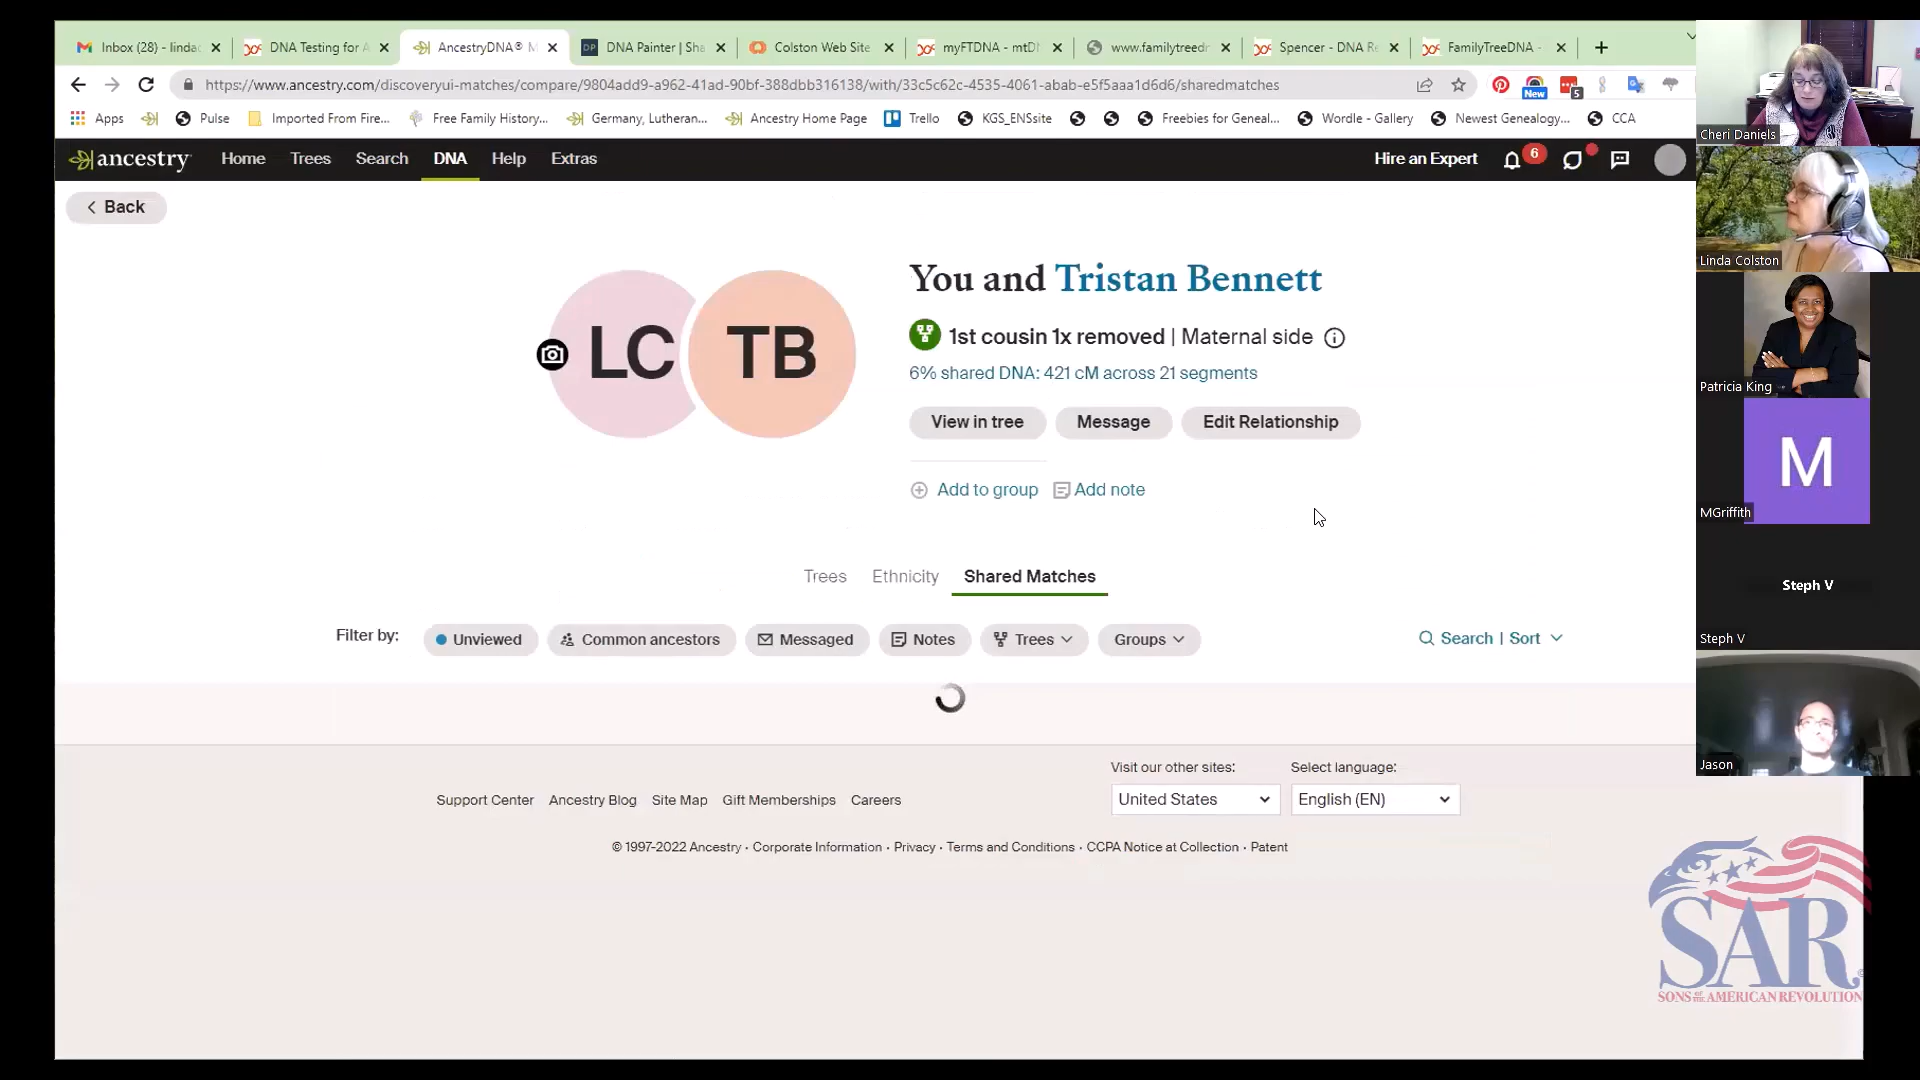 Inbox (28) - linda
DNA Testing for A
AncestryDNA® M
DP
DNA Painter | Sha
Colston Web Site
myFTDNA - mtD
www.familytreed
Spencer - DNA Re
FamilyTreeDNA -
https://www.ancestry.com/discoveryui-matches/compare/9804add9-a962-41ad-90bf-388dbb316138/with/33c5c62c-4535-4061-abab-e5f5aaa1d6d6/sharedmatches
New
5
Apps
Pulse
Imported From Fire...
Free Family History...
Germany, Lutheran...
Ancestry Home Page
Trello
KGS_ENSsite
Freebies for Geneal...
Wordle - Gallery
Newest Genealogy...
CCA
ancestry
Home
Trees
Search
DNA
Help
Extras
Hire an Expert
6
Back
LC
TB
You and Tristan Bennett
1st cousin 1x removed | Maternal side
6% shared DNA: 421 cM across 21 segments
View in tree
Message
Edit Relationship
Add to group
Add note
Trees
Ethnicity
Shared Matches
Filter by:
Unviewed
Common ancestors
Messaged
Notes
Trees
Groups
Search | Sort
Visit our other sites:
Select language:
Support Center
Ancestry Blog
Site Map
Gift Memberships
Careers
United States
English (EN)
© 1997-2022 Ancestry · Corporate Information · Privacy · Terms and Conditions · CCPA Notice at Collection · Patent
Cheri Daniels
Linda Colston
Patricia King
M
MGriffith
Steph V
Steph V
Jason
SAR
SONS OF THE AMERICAN REVOLUTION